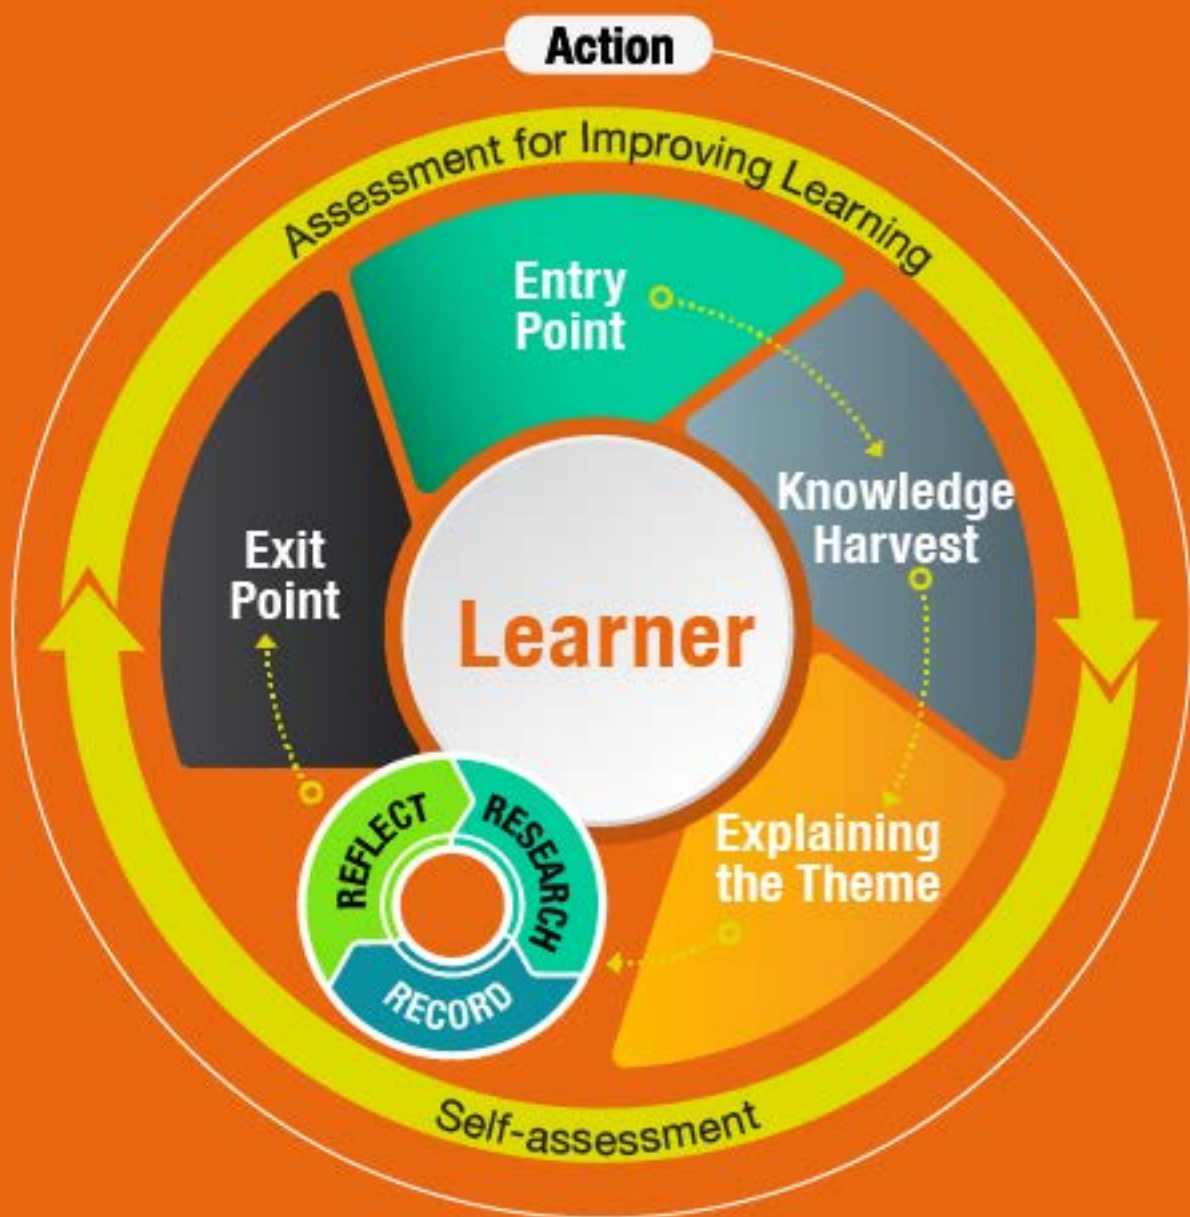 Action
Assessment for Improving Learning
Entry
Point
Knowledge
Harvest
Exit
Point
Learner
Explaining
the Theme
REFLECT
RESEARCH
RECORD
Self-assessment